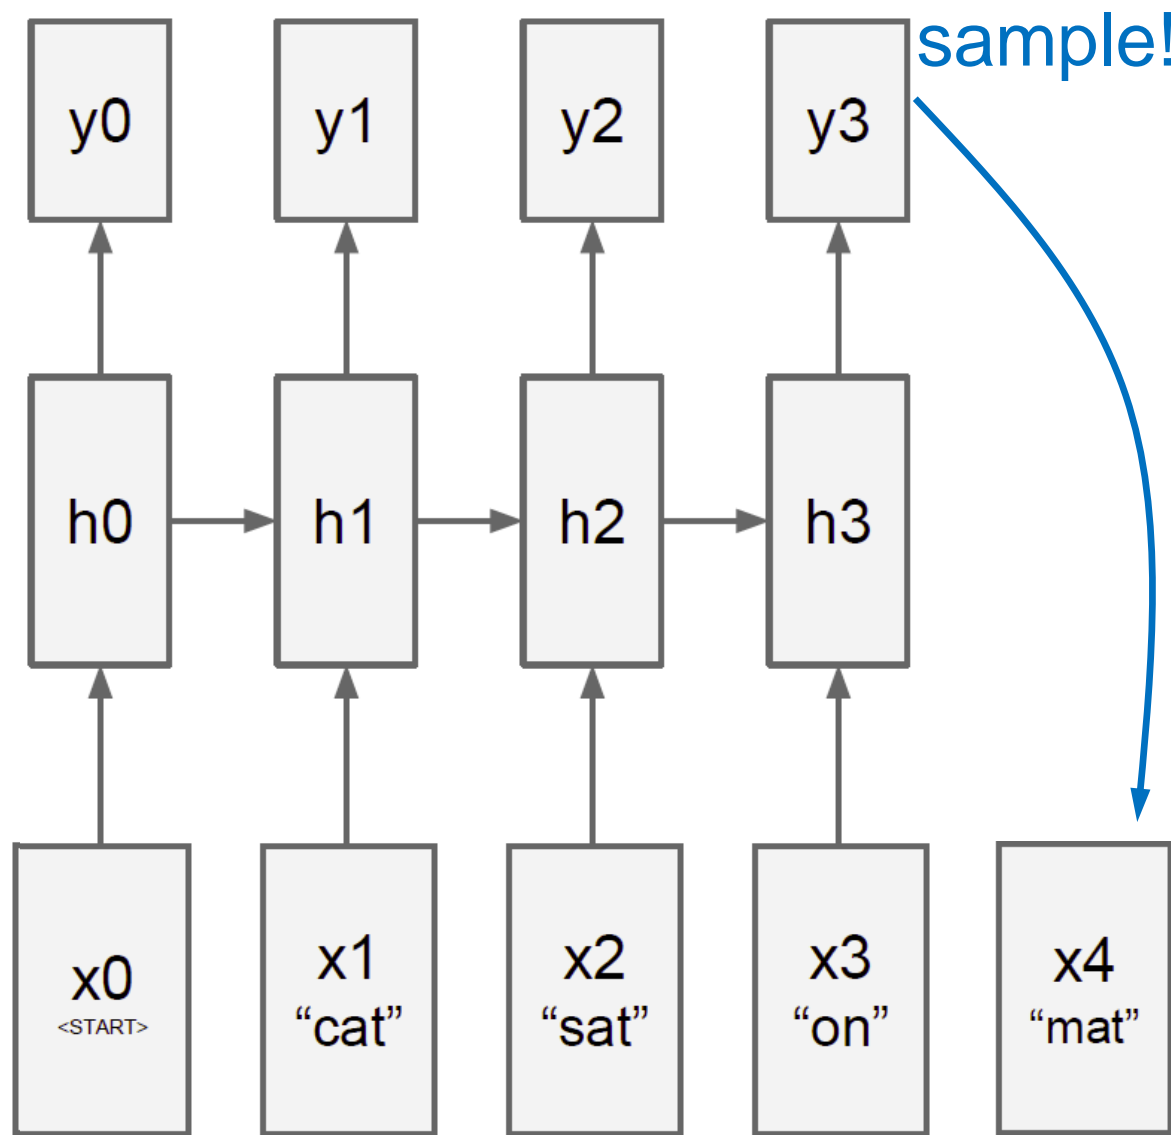 sample!
y0 y1 y2 y3
h0 h1 h2 h3
x0 x1 x2 x3 x4
<START> “cat” “sat” “on” “mat”